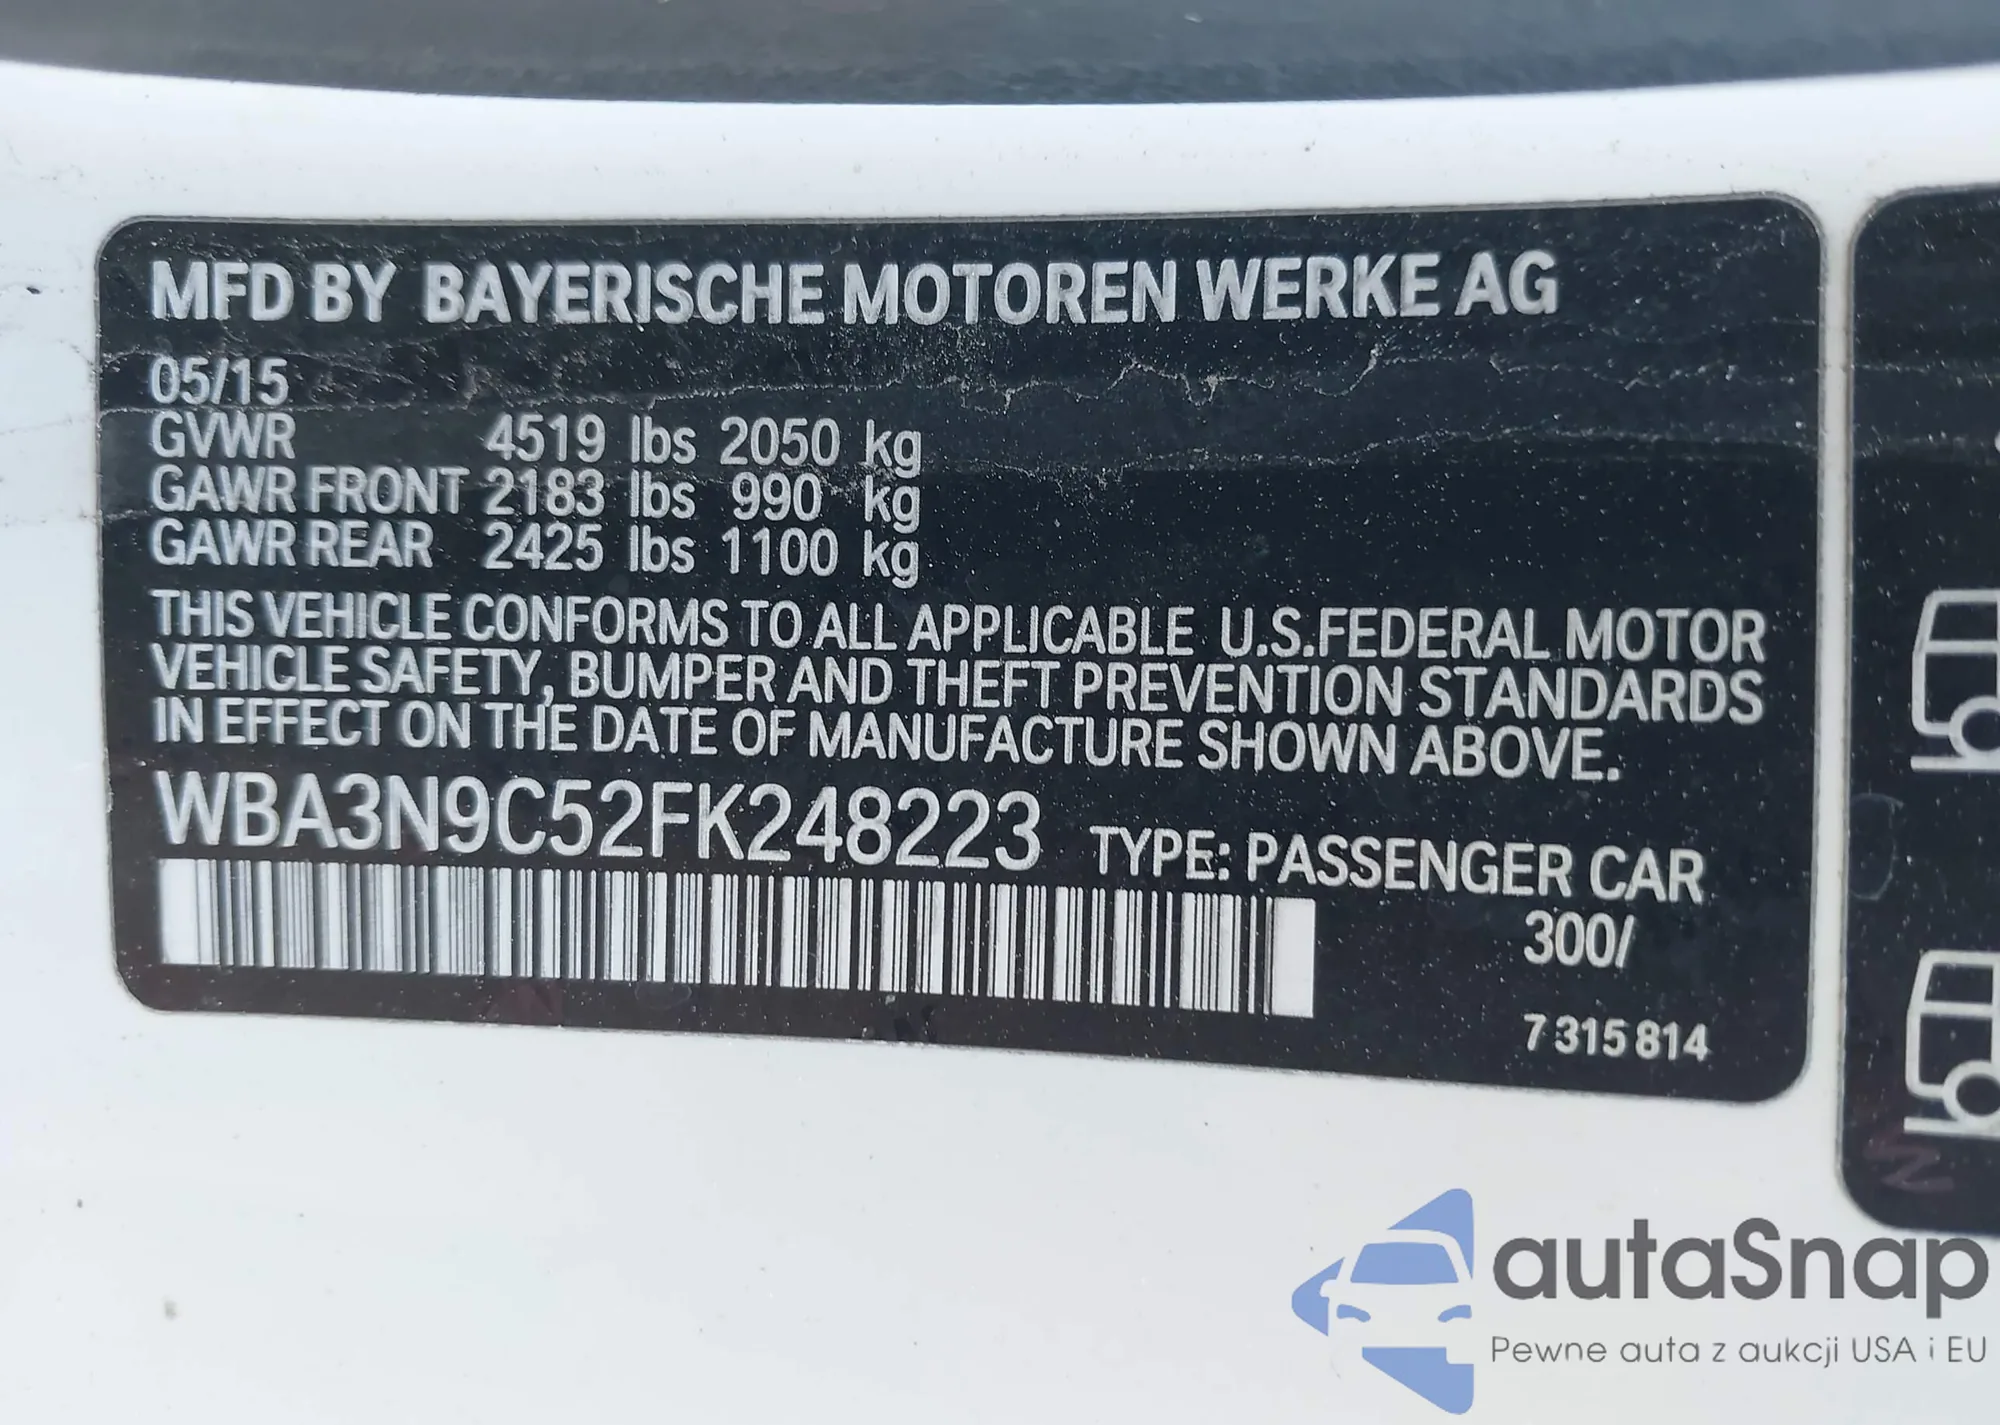 MFD BY BAYERISCHE MOTOREN WERKE AG
05/15
GVWR 4519 lbs 2050 kg
GAWR FRONT 2183 lbs 990 kg
GAWR REAR 2425 lbs 1100 kg
THIS VEHICLE CONFORMS TO ALL APPLICABLE U.S.FEDERAL MOTOR
VEHICLE SAFETY, BUMPER AND THEFT PREVENTION STANDARDS
IN EFFECT ON THE DATE OF MANUFACTURE SHOWN ABOVE.
WBA3N9C52FK248223 TYPE: PASSENGER CAR
300/
7 315 814
autaSnap
Pewne auta z aukcji USA i EU